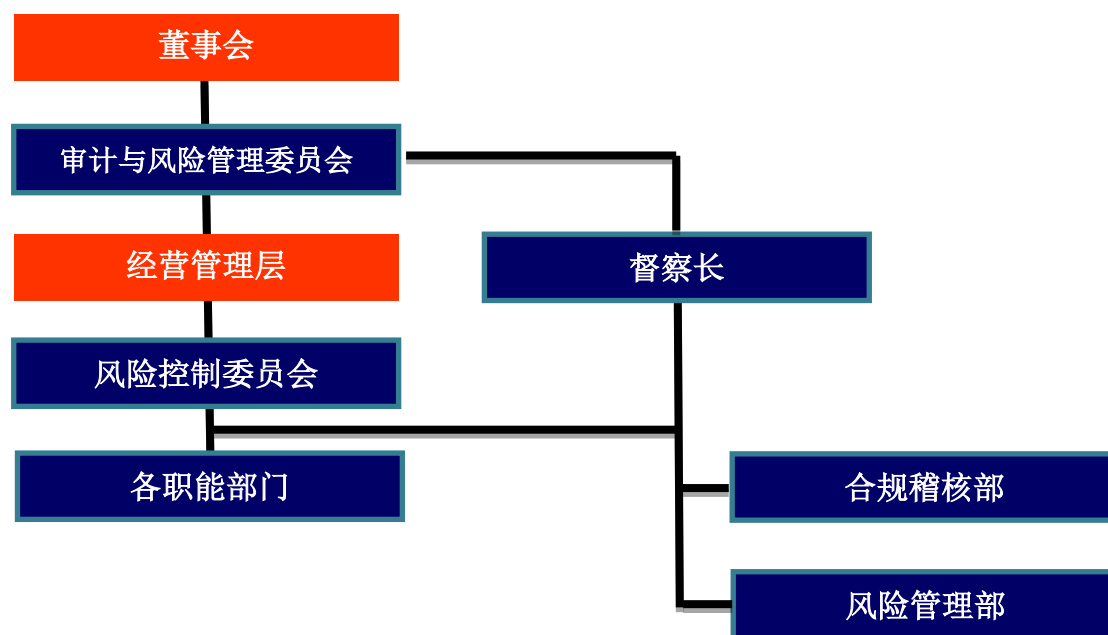 董事会
审计与风险管理委员会
经营管理层
督察长
风险控制委员会
各职能部门
合规稽核部
风险管理部